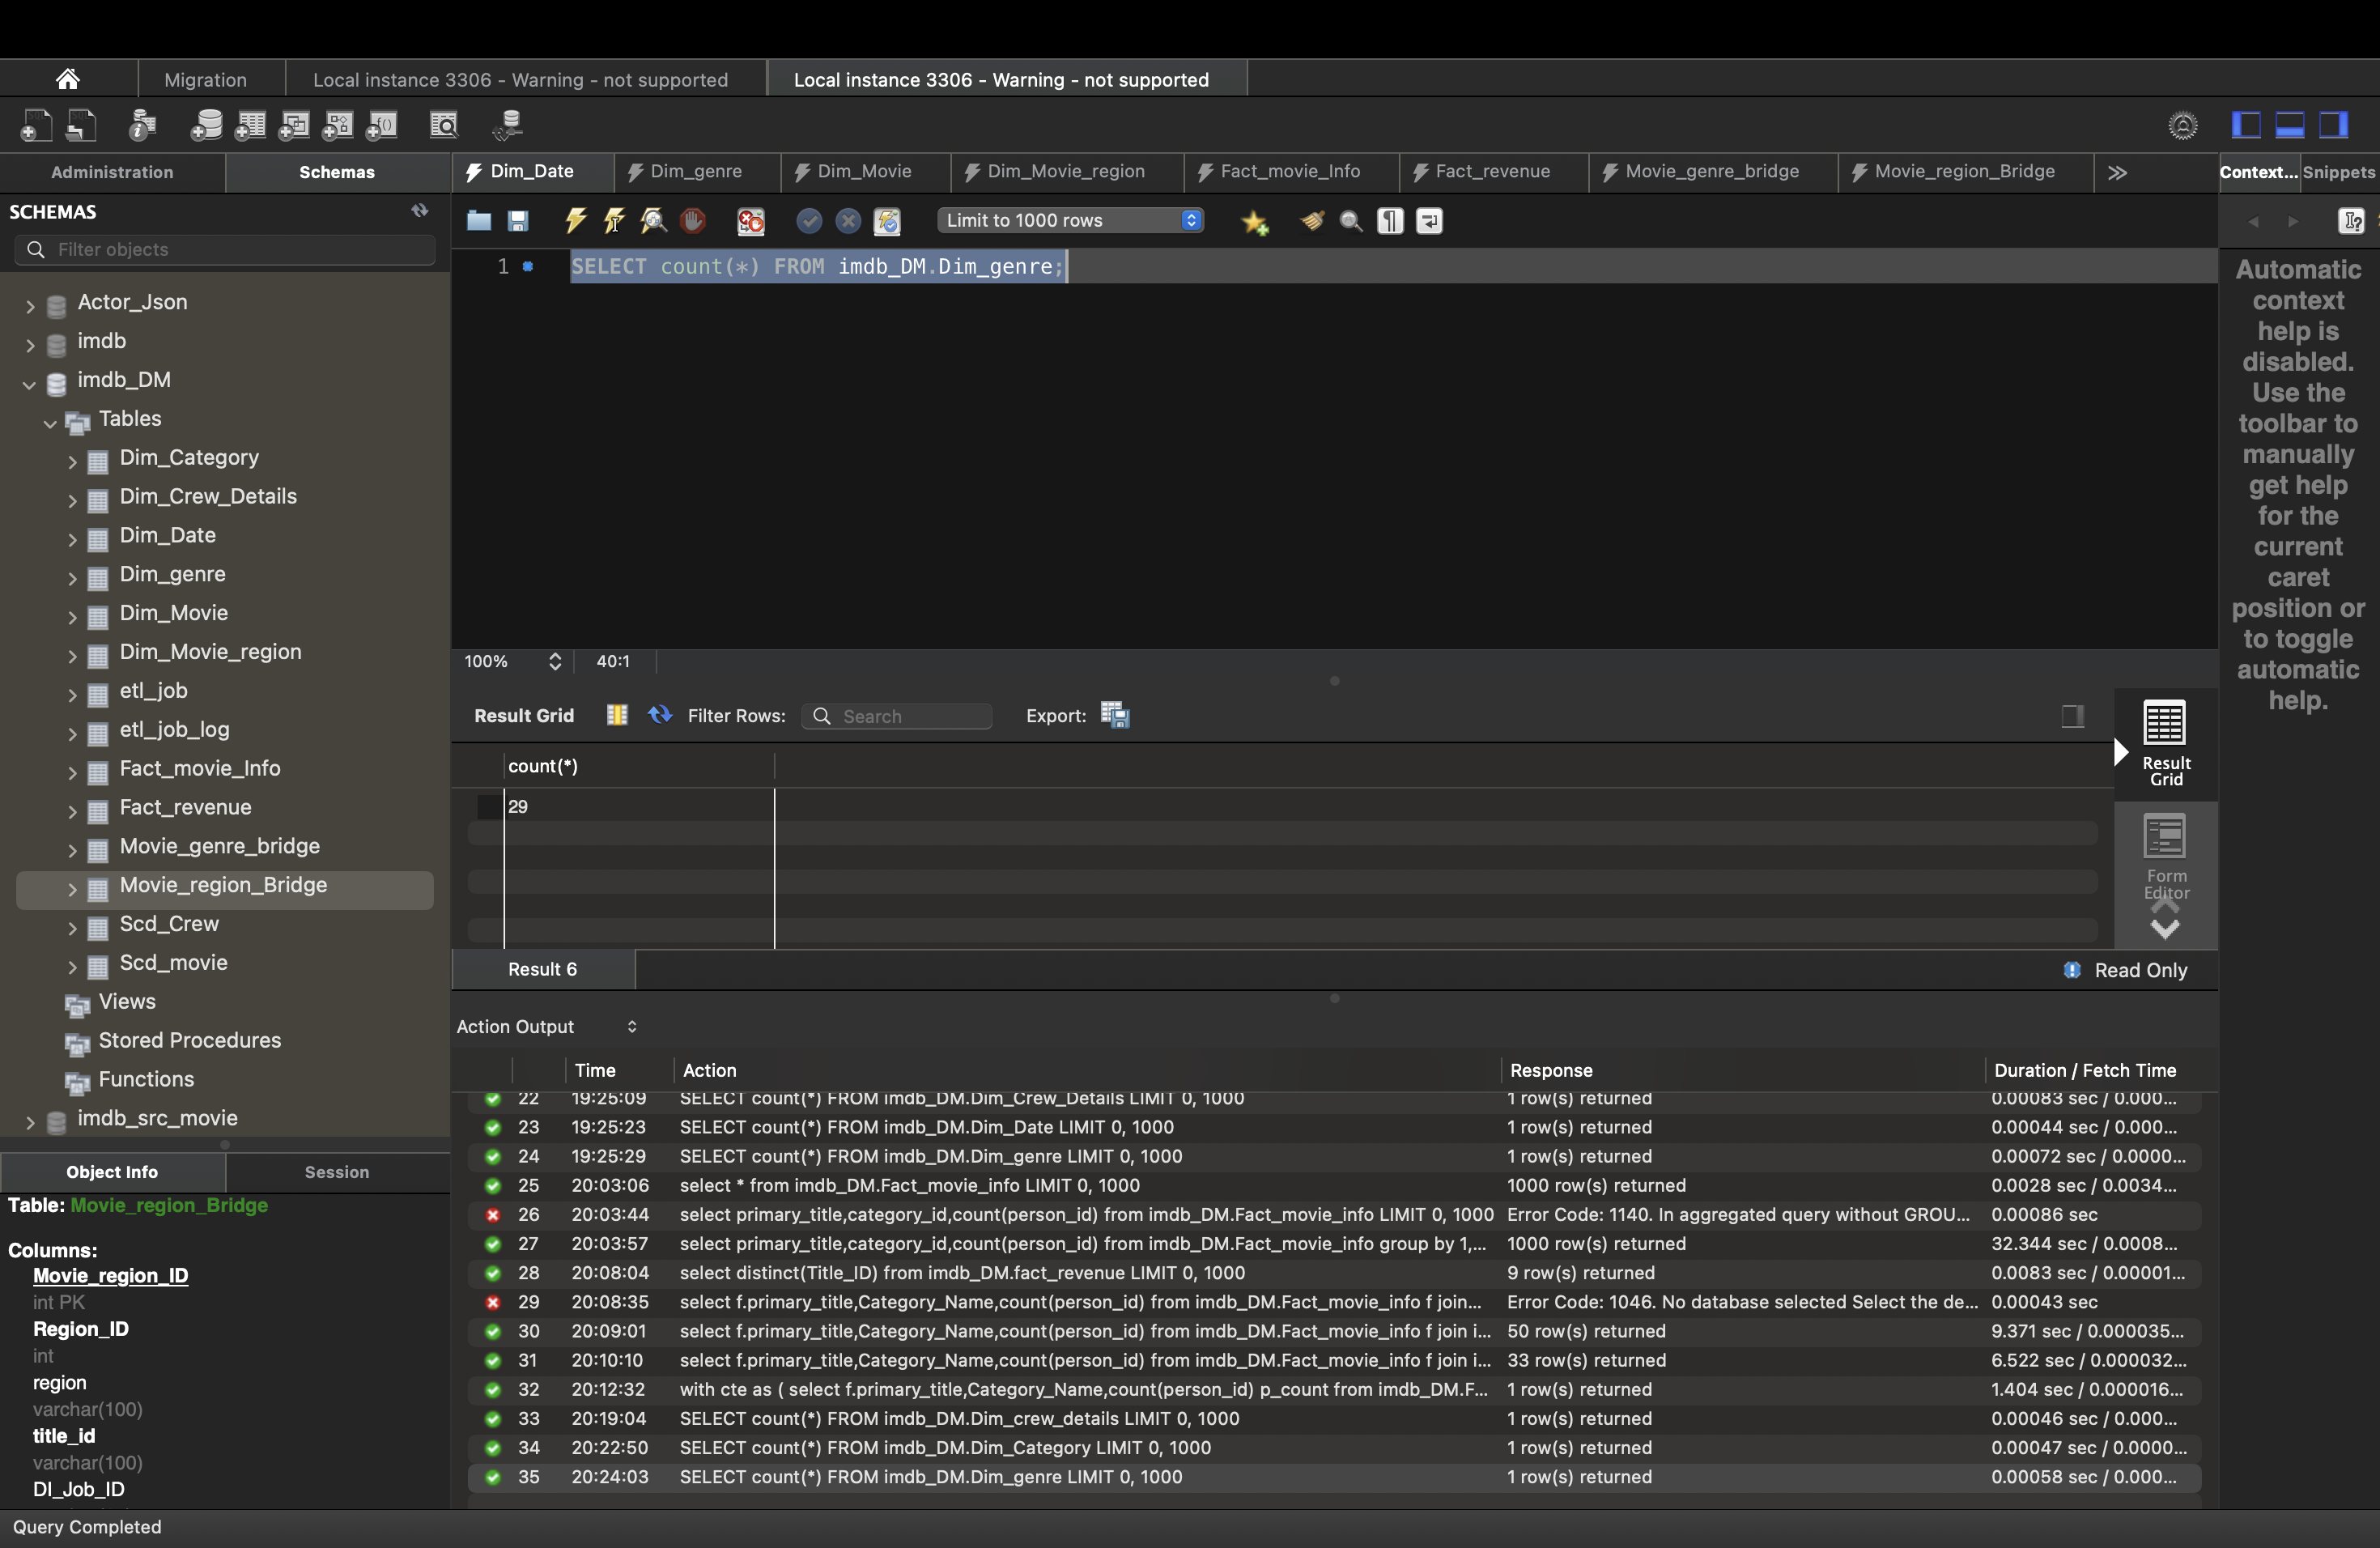 Migration
Local instance 3306 - Warning - not supported
Local instance 3306 - Warning - not supported
Administration
Schemas
Dim_Date
Dim_genre
Dim_Movie
Dim_Movie_region
Fact_movie_Info
Fact_revenue
Movie_genre_bridge
Movie_region_Bridge
Context...
Snippets
SCHEMAS
Filter objects
Actor_Json
imdb
imdb_DM
Tables
Dim_Category
Dim_Crew_Details
Dim_Date
Dim_genre
Dim_Movie
Dim_Movie_region
etl_job
etl_job_log
Fact_movie_Info
Fact_revenue
Movie_genre_bridge
Movie_region_Bridge
Scd_Crew
Scd_movie
Views
Stored Procedures
Functions
imdb_src_movie
Object Info
Session
Table: Movie_region_Bridge
Columns:
Movie_region_ID
int PK
Region_ID
int
region
varchar(100)
title_id
varchar(100)
DI_Job_ID
Query Completed
Limit to 1000 rows
1 SELECT count(*) FROM imdb_DM.Dim_genre;
100%
40:1
Result Grid
Filter Rows:
Search
Export:
count(*)
29
Result
Grid
Form
Editor
Result 6
Read Only
Action Output
Time Action Response Duration / Fetch Time
22 19:25:09 SELECT count(*) FROM imdb_DM.Dim_Crew_Details LIMIT 0, 1000 1 row(s) returned 0.00083 sec / 0.000...
23 19:25:23 SELECT count(*) FROM imdb_DM.Dim_Date LIMIT 0, 1000 1 row(s) returned 0.00044 sec / 0.000...
24 19:25:29 SELECT count(*) FROM imdb_DM.Dim_genre LIMIT 0, 1000 1 row(s) returned 0.00072 sec / 0.0000...
25 20:03:06 select * from imdb_DM.Fact_movie_info LIMIT 0, 1000 1000 row(s) returned 0.0028 sec / 0.0034...
26 20:03:44 select primary_title,category_id,count(person_id) from imdb_DM.Fact_movie_info LIMIT 0, 1000 Error Code: 1140. In aggregated query without GROU... 0.00086 sec
27 20:03:57 select primary_title,category_id,count(person_id) from imdb_DM.Fact_movie_info group by 1,... 1000 row(s) returned 32.344 sec / 0.0008...
28 20:08:04 select distinct(Title_ID) from imdb_DM.fact_revenue LIMIT 0, 1000 9 row(s) returned 0.0083 sec / 0.00001...
29 20:08:35 select f.primary_title,Category_Name,count(person_id) from imdb_DM.Fact_movie_info f join... Error Code: 1046. No database selected Select the de... 0.00043 sec
30 20:09:01 select f.primary_title,Category_Name,count(person_id) from imdb_DM.Fact_movie_info f join i... 50 row(s) returned 9.371 sec / 0.000035...
31 20:10:10 select f.primary_title,Category_Name,count(person_id) from imdb_DM.Fact_movie_info f join i... 33 row(s) returned 6.522 sec / 0.000032...
32 20:12:32 with cte as ( select f.primary_title,Category_Name,count(person_id) p_count from imdb_DM.F... 1 row(s) returned 1.404 sec / 0.000016...
33 20:19:04 SELECT count(*) FROM imdb_DM.Dim_crew_details LIMIT 0, 1000 1 row(s) returned 0.00046 sec / 0.000...
34 20:22:50 SELECT count(*) FROM imdb_DM.Dim_Category LIMIT 0, 1000 1 row(s) returned 0.00047 sec / 0.0000...
35 20:24:03 SELECT count(*) FROM imdb_DM.Dim_genre LIMIT 0, 1000 1 row(s) returned 0.00058 sec / 0.000...
Automatic
context
help is
disabled.
Use the
toolbar to
manually
get help
for the
current
caret
position or
to toggle
automatic
help.